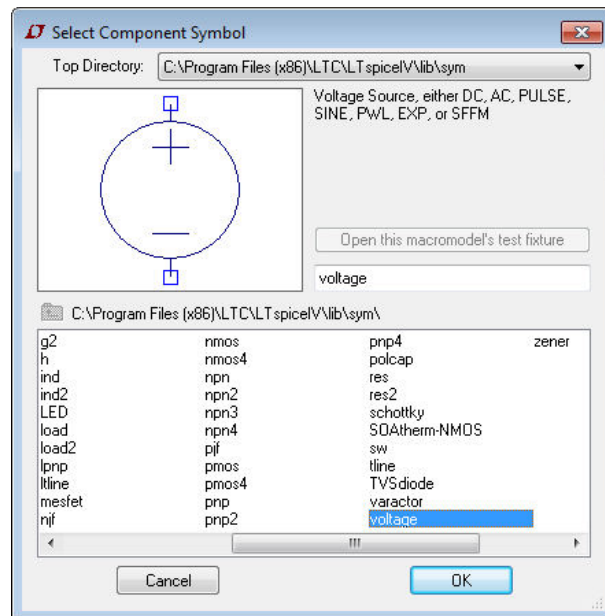 Select Component Symbol
Top Directory: C:\Program Files (x86)\LTC\LTspiceIV\lib\sym
Voltage Source, either DC, AC, PULSE,
SINE, PWL, EXP, or SFFM
Open this macromodel's test fixture
voltage
C:\Program Files (x86)\LTC\LTspiceIV\lib\sym\
g2 nmos pnp4 zener
h nmos4 polcap
ind npn res
ind2 npn2 res2
LED npn3 schottky
load npn4 SOAtherm-NMOS
load2 pjf sw
lpnp pmos tline
ltline pmos4 TVSdiode
mesfet pnp varactor
njf pnp2 voltage
Cancel OK